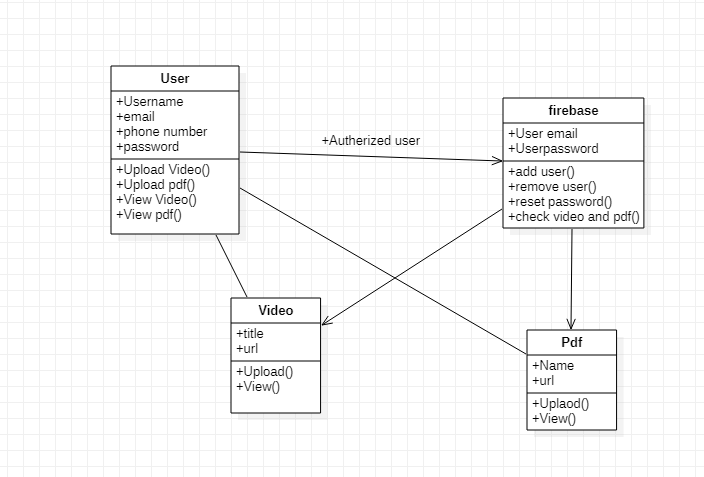 User
+Username
+email
+phone number
+password
+Upload Video()
+Upload pdf()
+View Video()
+View pdf()
+Autherized user
firebase
+User email
+Userpassword
+add user()
+remove user()
+reset password()
+check video and pdf()
Video
+title
+url
+Upload()
+View()
Pdf
+Name
+url
+Uplaod()
+View()